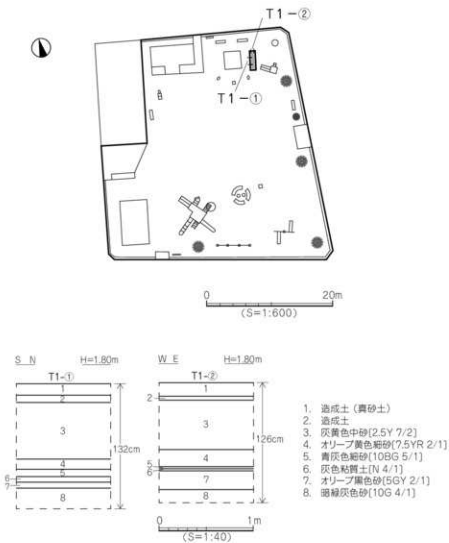 T1-②
T1-①
0 20m
(S=1:600)
S N H=1.80m
T1-①
1
2
3
4
5
6
7
8
132cm
W E H=1.80m
T1-②
1
2
3
4
5
6
7
8
126cm
0 1m
(S=1:40)
1. 造成土 (真砂土)
2. 造成土
3. 灰黄色中砂[2.5Y 7/2]
4. オリーブ黄色細砂[7.5YR 2/1]
5. 青灰色細砂[10BG 5/1]
6. 灰色粘質土[N 4/1]
7. オリーブ黒色砂[5GY 2/1]
8. 暗緑灰色砂[10G 4/1]